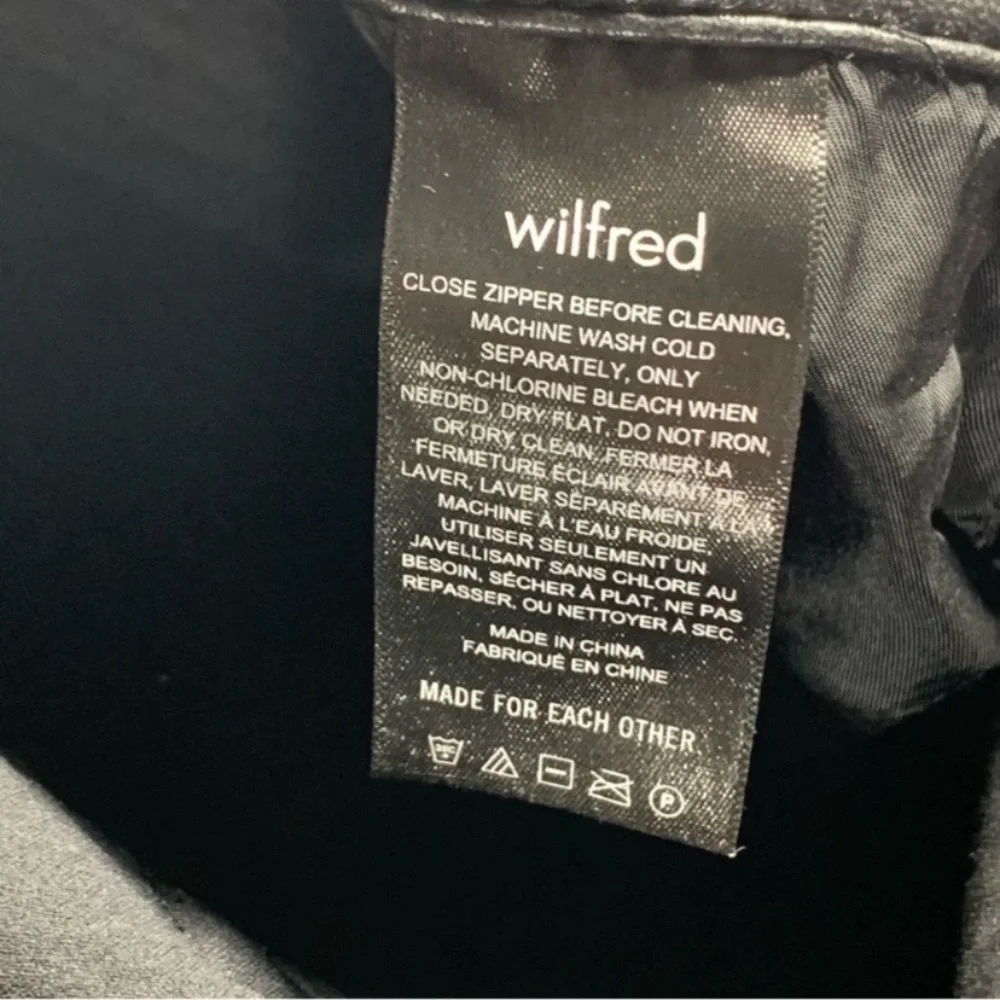 wilfred
CLOSE ZIPPER BEFORE CLEANING,
MACHINE WASH COLD
SEPARATELY, ONLY
NON-CHLORINE BLEACH WHEN
NEEDED, DRY FLAT, DO NOT IRON,
OR DRY CLEAN. FERMER LA
FERMETURE ÉCLAIR AVANT DE
LAVER, LAVER SÉPARÉMENT À LA
MACHINE À L'EAU FROIDE,
UTILISER SEULEMENT UN
JAVELLISANT SANS CHLORE AU
BESOIN, SÉCHER À PLAT, NE PAS
REPASSER, OU NETTOYER À SEC.
MADE IN CHINA
FABRIQUÉ EN CHINE
MADE FOR EACH OTHER
P